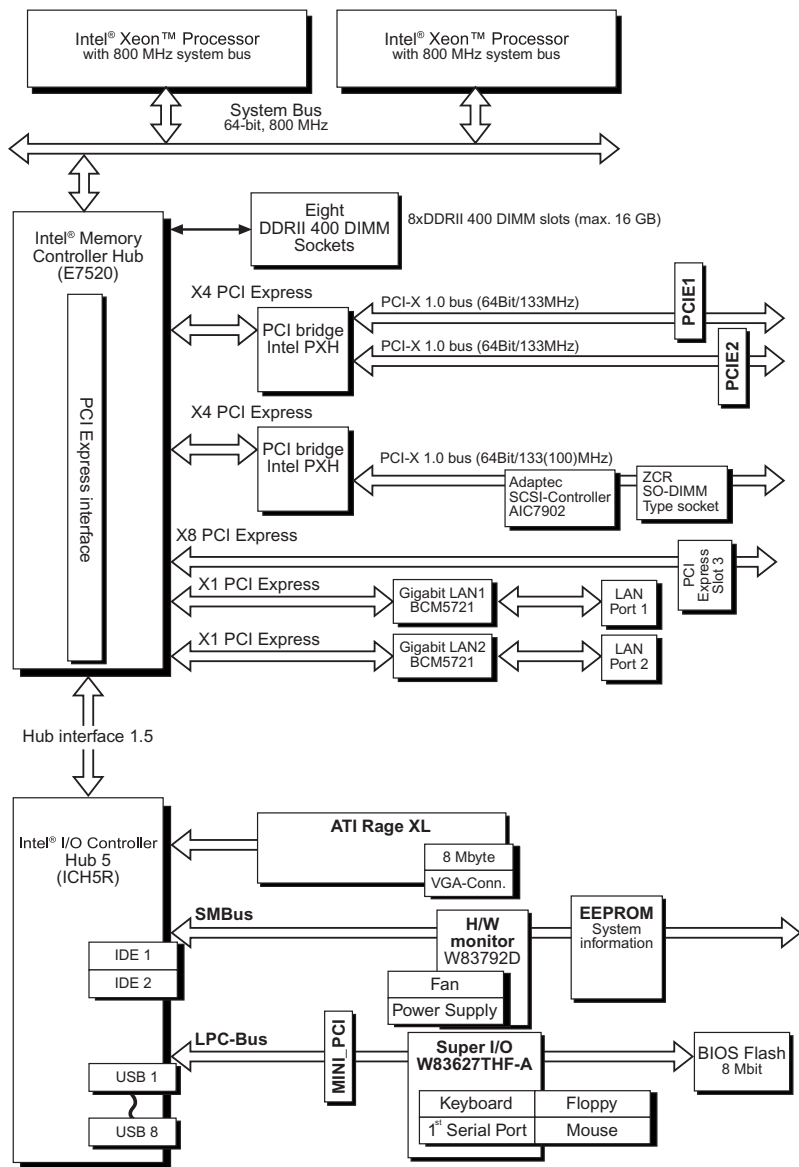 Intel® Xeon™ Processor
with 800 MHz system bus
Intel® Xeon™ Processor
with 800 MHz system bus
System Bus
64-bit, 800 MHz
Intel® Memory
Controller Hub
(E7520)
PCI Express interface
Eight
DDRII 400 DIMM
Sockets
8xDDRII 400 DIMM slots (max. 16 GB)
X4 PCI Express
PCI bridge
Intel PXH
PCI-X 1.0 bus (64Bit/133MHz)
PCIE1
PCI-X 1.0 bus (64Bit/133MHz)
PCIE2
X4 PCI Express
PCI bridge
Intel PXH
PCI-X 1.0 bus (64Bit/133(100)MHz)
Adaptec
SCSI-Controller
AIC7902
ZCR
SO-DIMM
Type socket
X8 PCI Express
PCI
Express
Slot 3
X1 PCI Express
Gigabit LAN1
BCM5721
LAN
Port 1
X1 PCI Express
Gigabit LAN2
BCM5721
LAN
Port 2
Hub interface 1.5
Intel® I/O Controller
Hub 5
(ICH5R)
ATI Rage XL
8 Mbyte
VGA-Conn.
SMBus
H/W
monitor
W83792D
Fan
Power Supply
EEPROM
System
information
IDE 1
IDE 2
LPC-Bus
MINI_PCI
Super I/O
W83627THF-A
Keyboard
Floppy
1st Serial Port
Mouse
BIOS Flash
8 Mbit
USB 1
USB 8